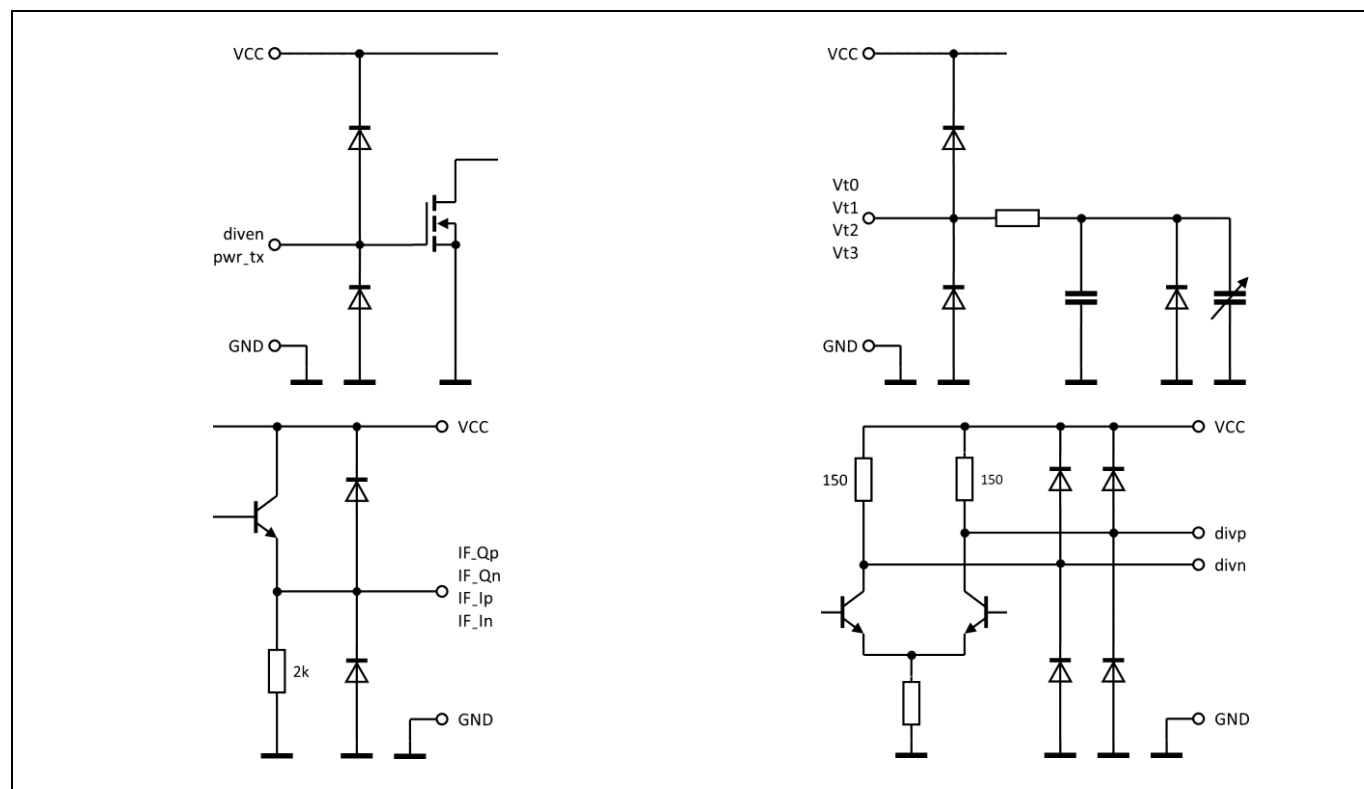 VCC
diven
pwr_tx
GND
VCC
Vt0
Vt1
Vt2
Vt3
GND
VCC
IF_Qp
IF_Qn
IF_Ip
IF_In
2k
GND
VCC
150
150
divp
divn
GND